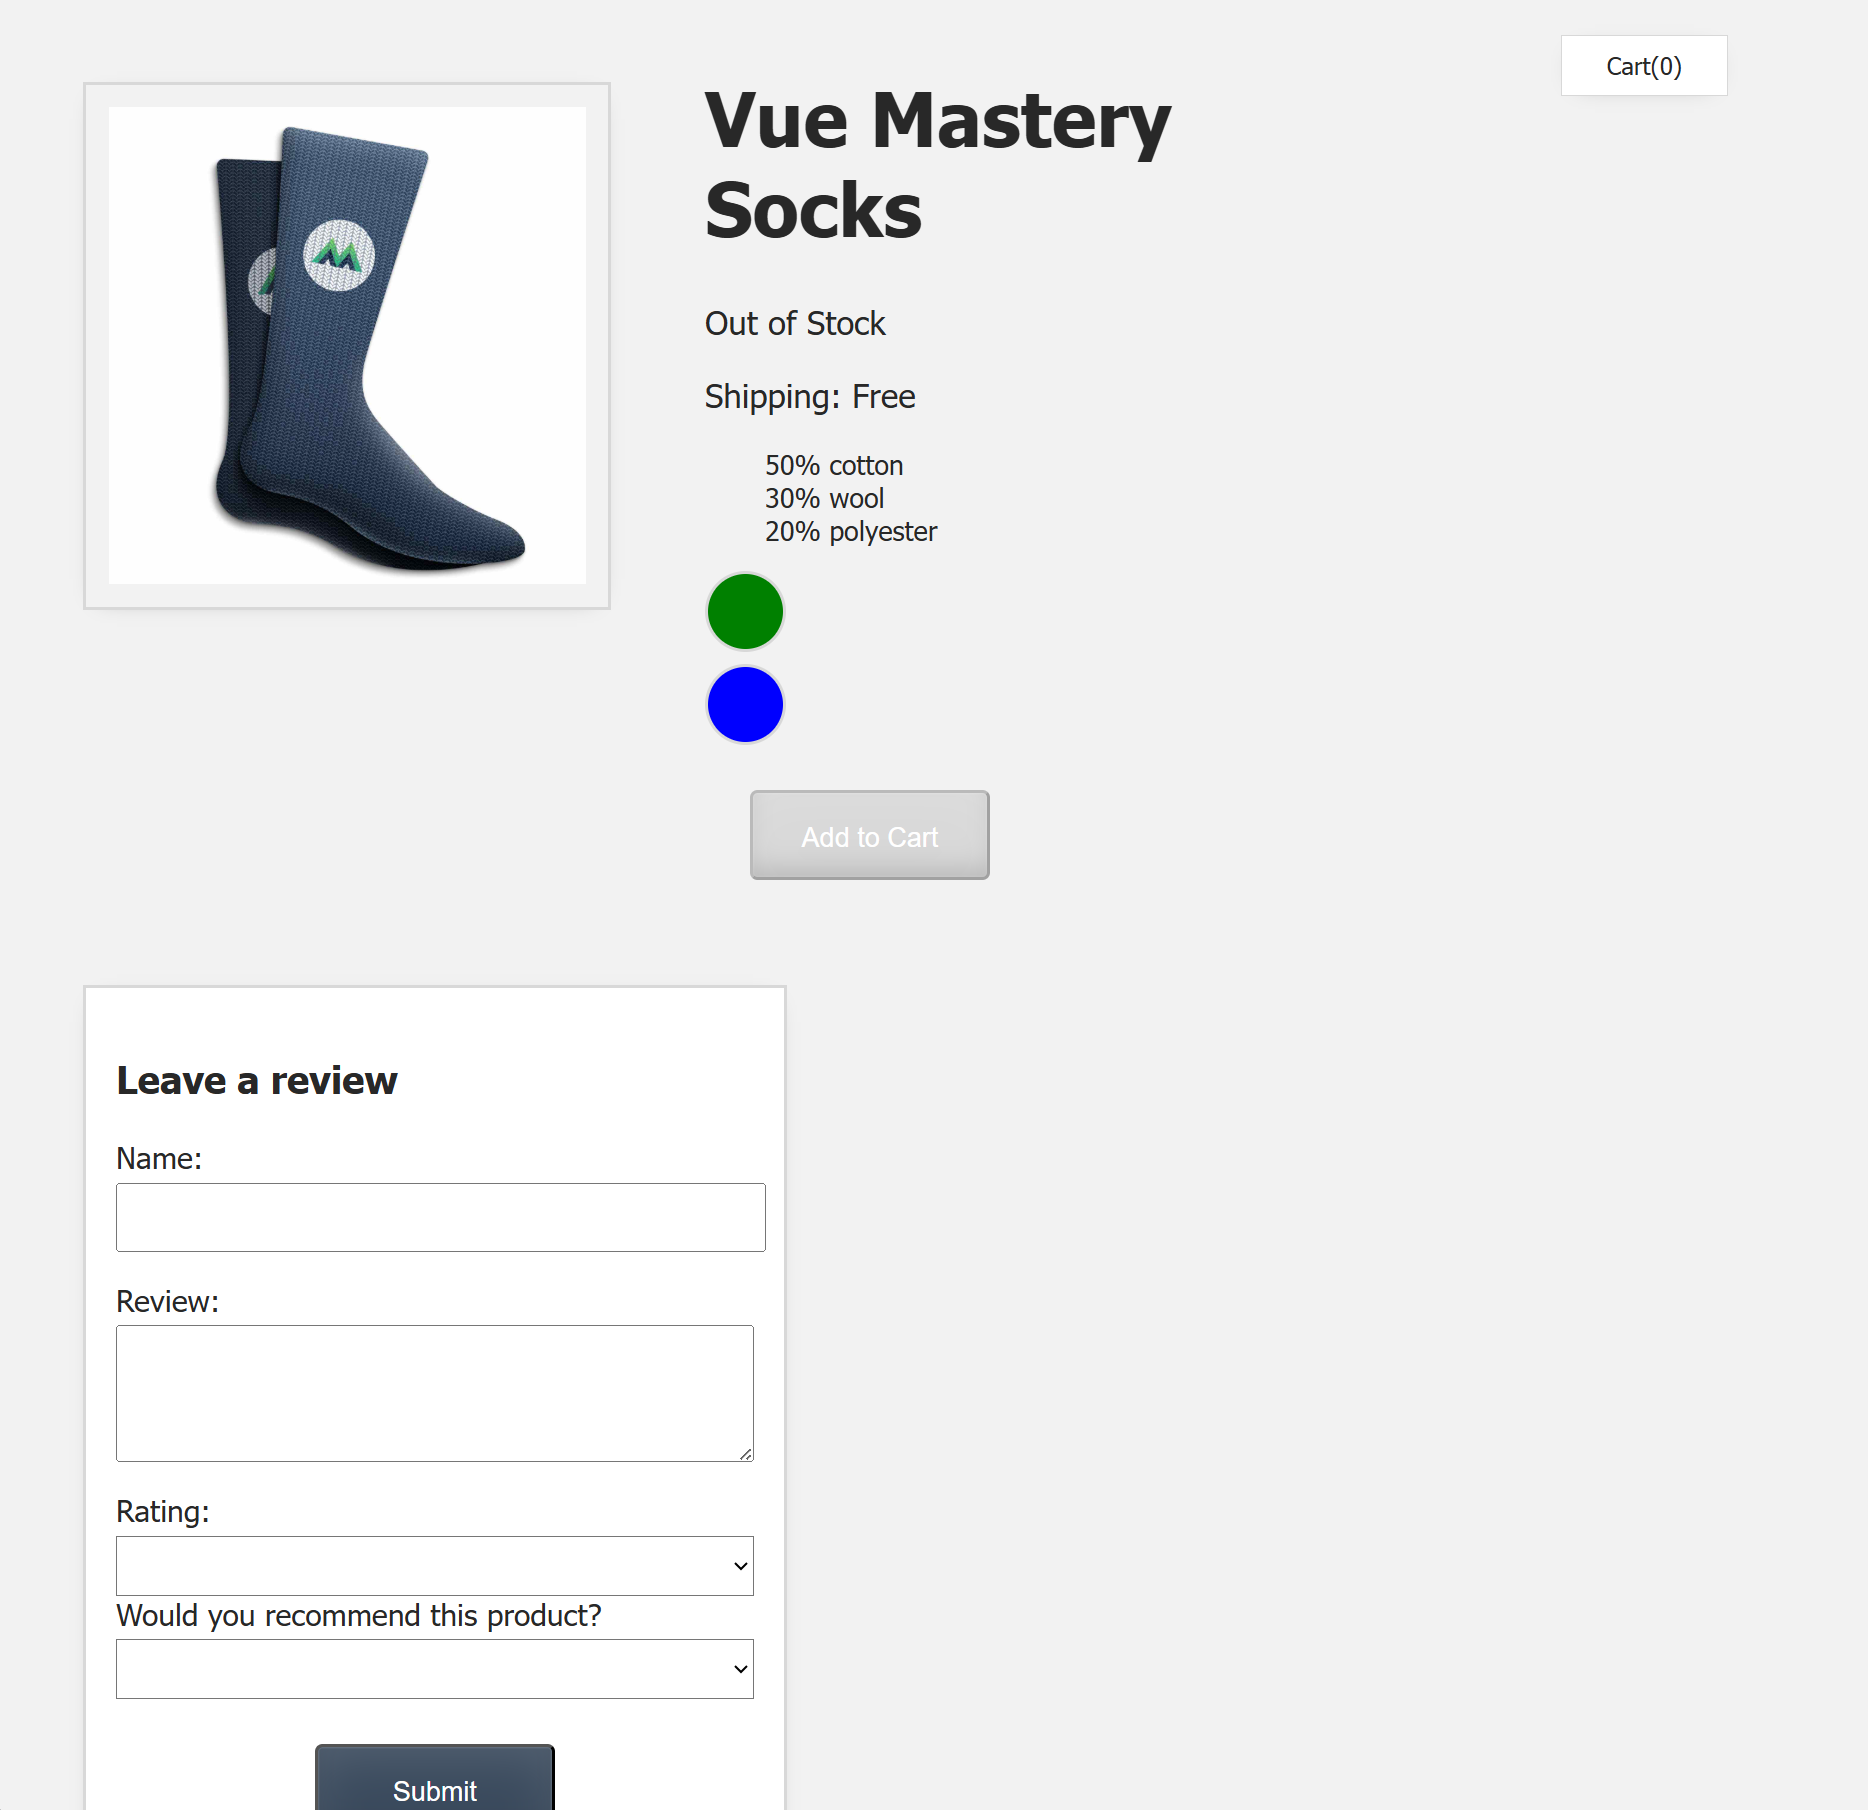 Cart(0)
Vue Mastery
Socks
Out of Stock
Shipping: Free
50% cotton
30% wool
20% polyester
Add to Cart
Leave a review
Name:
Review:
Rating:
Would you recommend this product?
Submit